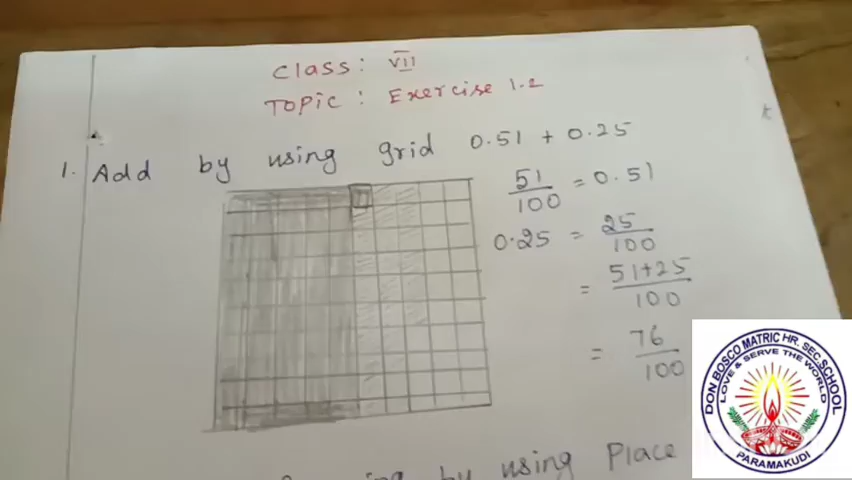 Class: VII
Topic: Exercise 1.2
1. Add by using grid 0.51 + 0.25
51/100 = 0.51
0.25 = 25/100
= 51+25/100
= 76/100
by using Place
DON BOSCO MATRIC HR. SEC. SCHOOL
LOVE & SERVE THE WORLD
PARAMAKUDI